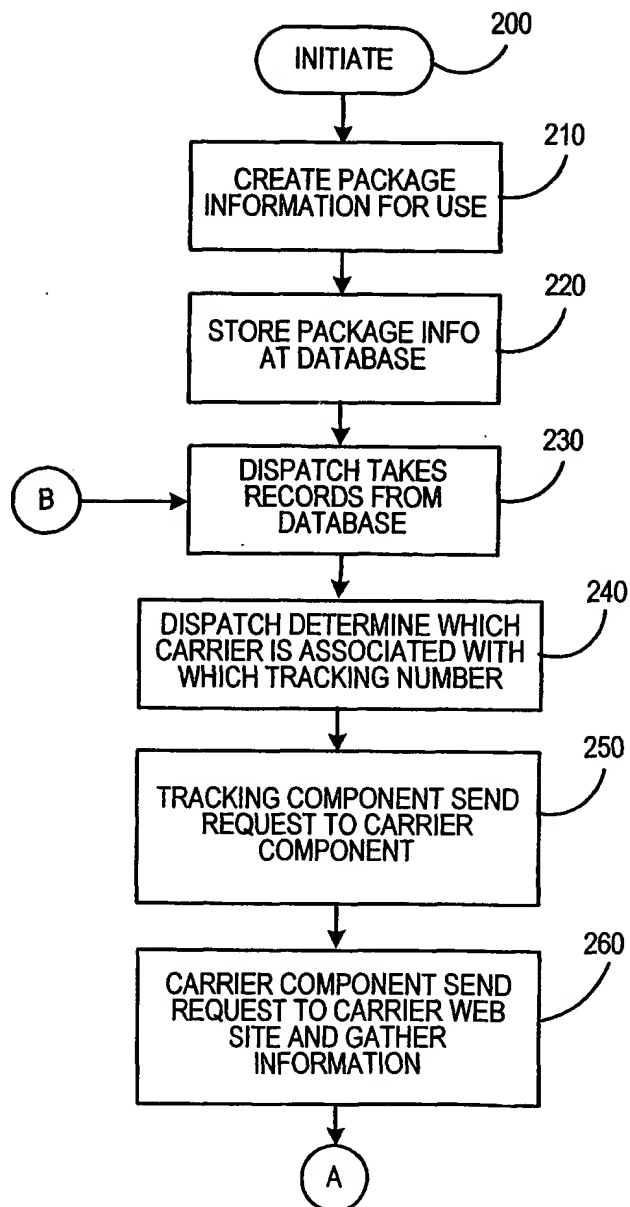 200
INITIATE
210
CREATE PACKAGE
INFORMATION FOR USE
220
STORE PACKAGE INFO
AT DATABASE
230
DISPATCH TAKES
RECORDS FROM
DATABASE
B
240
DISPATCH DETERMINE WHICH
CARRIER IS ASSOCIATED WITH
WHICH TRACKING NUMBER
250
TRACKING COMPONENT SEND
REQUEST TO CARRIER
COMPONENT
260
CARRIER COMPONENT SEND
REQUEST TO CARRIER WEB
SITE AND GATHER
INFORMATION
A